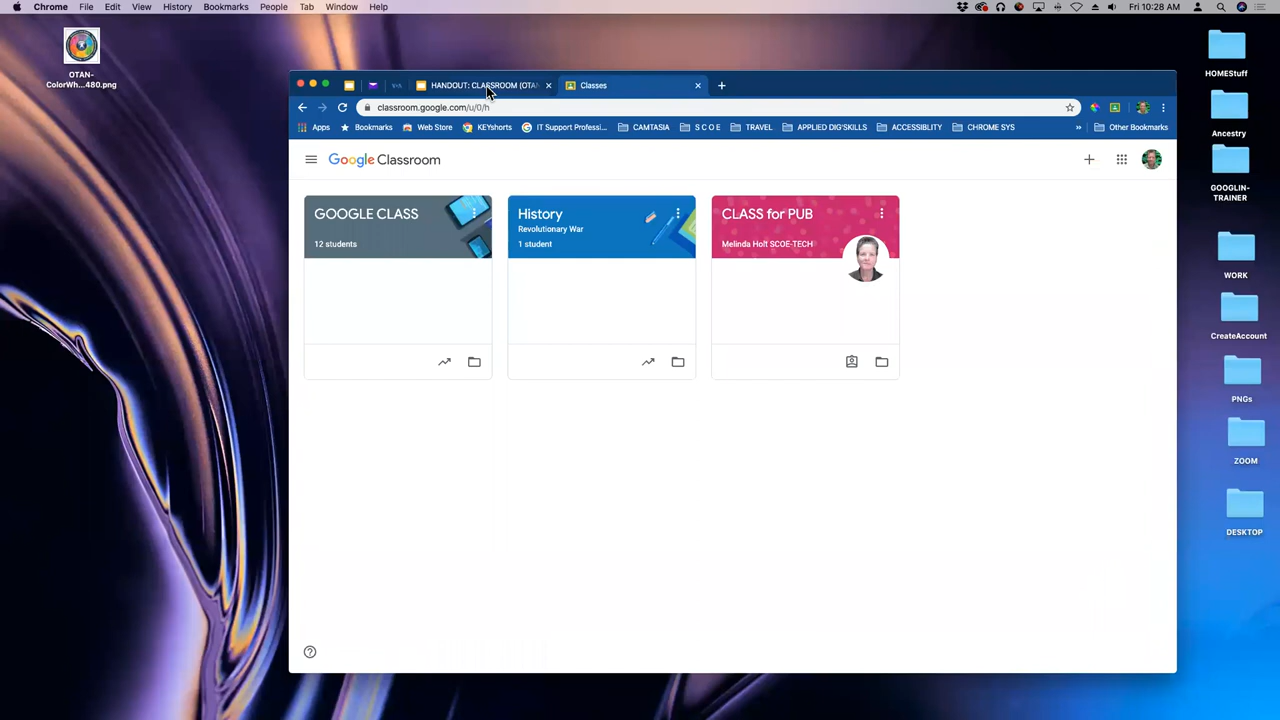 Chrome File Edit View History Bookmarks People Tab Window Help
Fri 10:28 AM
OTAN-
ColorWh...480.png
HANDOUT: CLASSROOM (OTAN
Classes
classroom.google.com/u/0/h
Apps Bookmarks Web Store KEYshorts IT Support Professi... CAMTASIA S C O E TRAVEL APPLIED DIG'SKILLS ACCESSIBLITY CHROME SYS » Other Bookmarks
Google Classroom
GOOGLE CLASS
12 students
History
Revolutionary War
1 student
CLASS for PUB
Melinda Holt SCOE-TECH
HOMEStuff
Ancestry
GOOGLIN-
TRAINER
WORK
CreateAccount
PNGs
ZOOM
DESKTOP